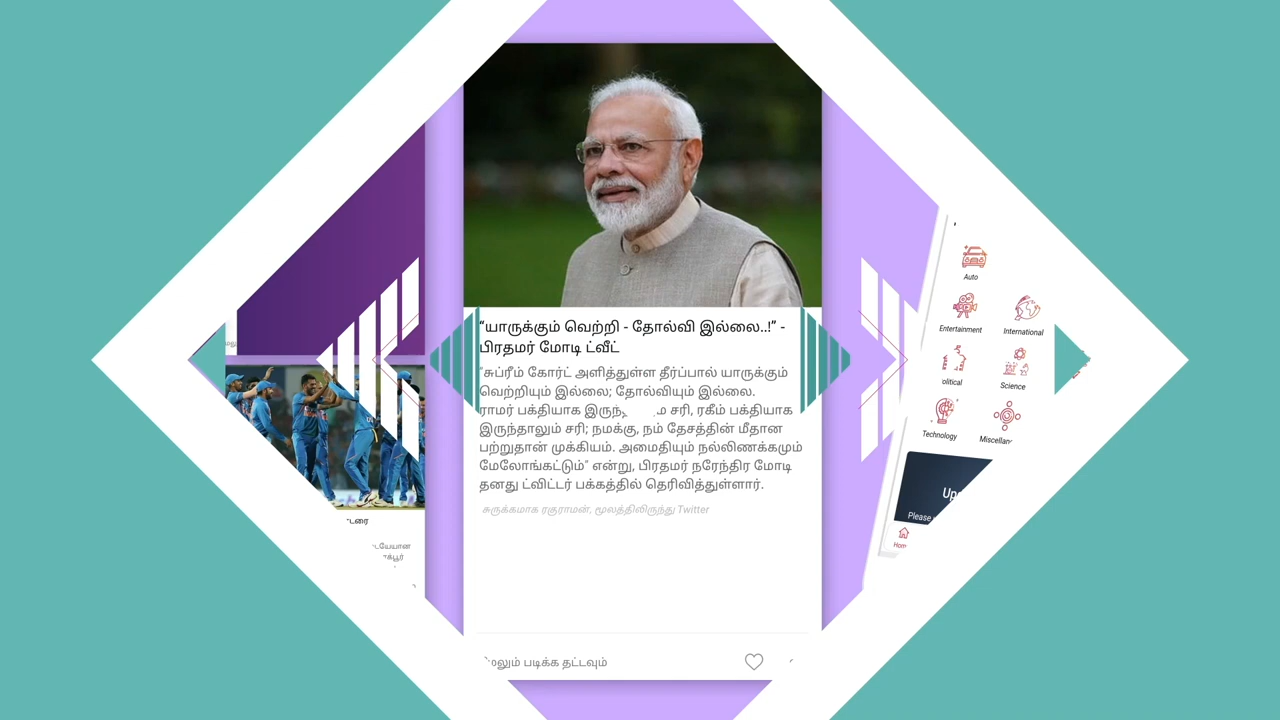 “யாருக்கும் வெற்றி - தோல்வி இல்லை..!” -
பிரதமர் மோடி ட்வீட்
"சுப்ரீம் கோர்ட் அளித்துள்ள தீர்ப்பால் யாருக்கும்
வெற்றியும் இல்லை; தோல்வியும் இல்லை.
ராமர் பக்தியாக சரி, ரகீம் பக்தியாக
இருந்தாலும் சரி; நமக்கு, நம் தேசத்தின் மீதான
பற்றுதான் முக்கியம். அமைதியும் நல்லிணக்கமும்
மேலோங்கட்டும்" என்று, பிரதமர் நரேந்திர மோடி
தனது ட்விட்டர் பக்கத்தில் தெரிவித்துள்ளார்.
சுருக்கமாக ரகுராமன், மூலத்திலிருந்து Twitter
படிக்க தட்டவும்
Auto
Entertainment
International
Science
Technology
Please